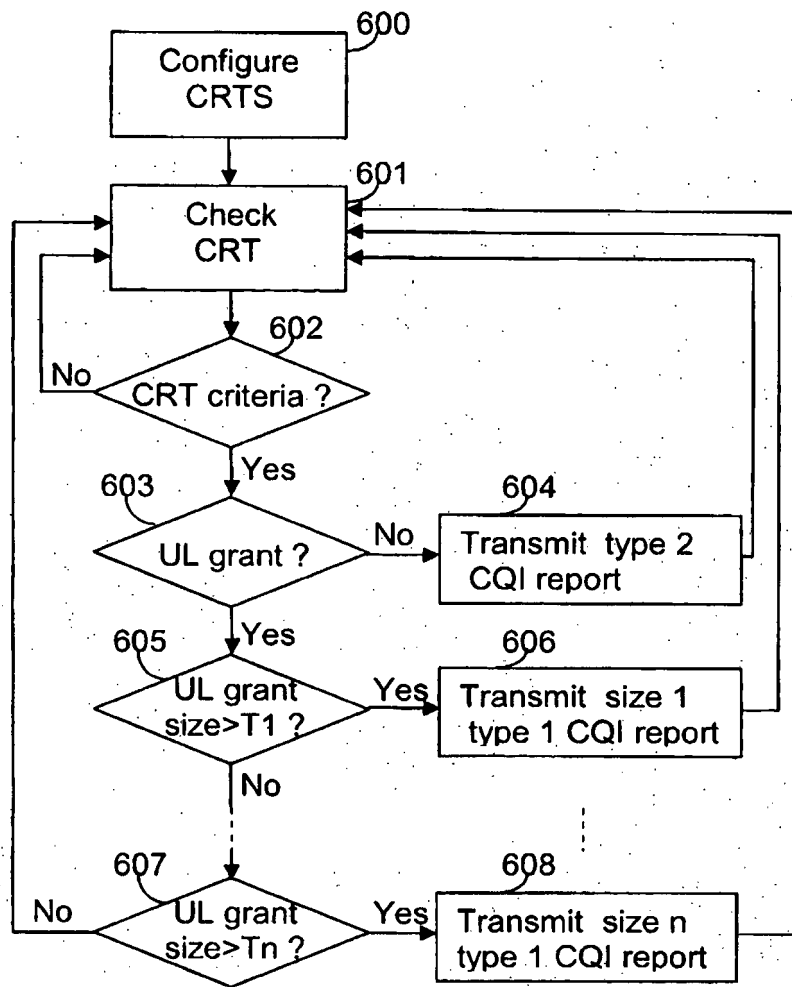 600
Configure
CRTS
601
Check
CRT
602
No
CRT criteria ?
Yes
603
UL grant ?
No
604
Transmit type 2
CQI report
Yes
605
UL grant
size>T1 ?
Yes
606
Transmit size 1
type 1 CQI report
No
607
No
UL grant
size>Tn ?
Yes
608
Transmit size n
type 1 CQI report